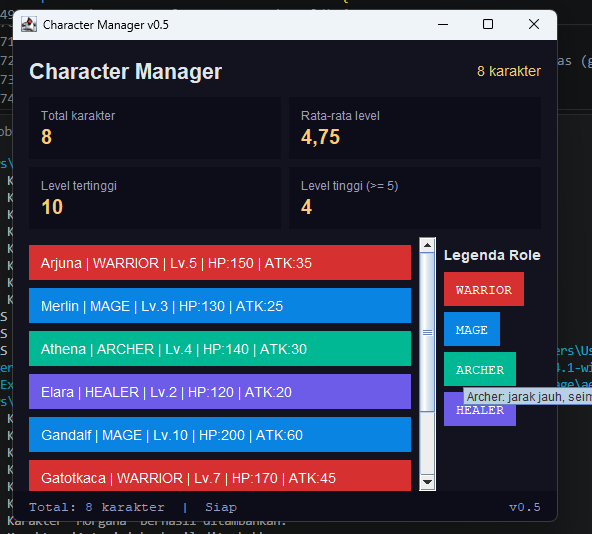 Character Manager v0.5
Character Manager
8 karakter
Total karakter
8
Rata-rata level
4,75
Level tertinggi
10
Level tinggi (>= 5)
4
Arjuna | WARRIOR | Lv.5 | HP:150 | ATK:35
Merlin | MAGE | Lv.3 | HP:130 | ATK:25
Athena | ARCHER | Lv.4 | HP:140 | ATK:30
Elara | HEALER | Lv.2 | HP:120 | ATK:20
Gandalf | MAGE | Lv.10 | HP:200 | ATK:60
Gatotkaca | WARRIOR | Lv.7 | HP:170 | ATK:45
Legenda Role
WARRIOR
MAGE
ARCHER
Archer: jarak jauh, seim
HEALER
Total: 8 karakter | Siap
v0.5